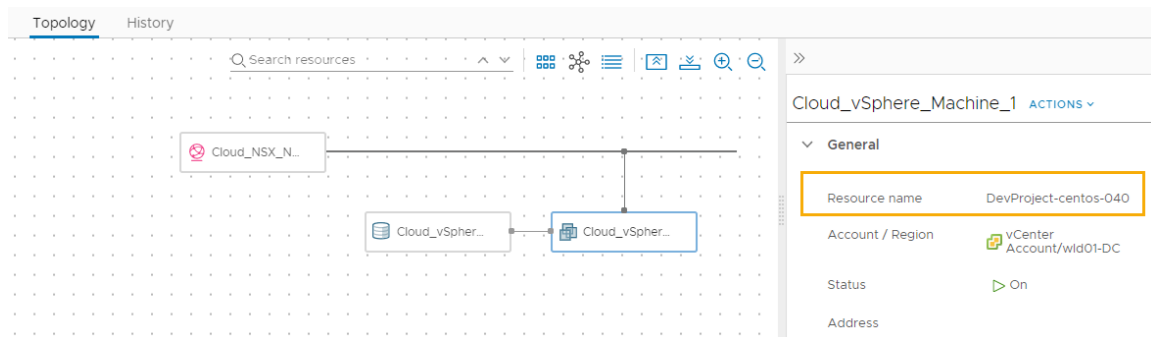 Topology History
Search resources
Cloud_vSphere_Machine_1 ACTIONS
General
Cloud_NSX_N...
Resource name DevProject-centos-040
Cloud_vSpher... Cloud_vSpher...
Account / Region vCenter
Account/wld01-DC
Status On
Address